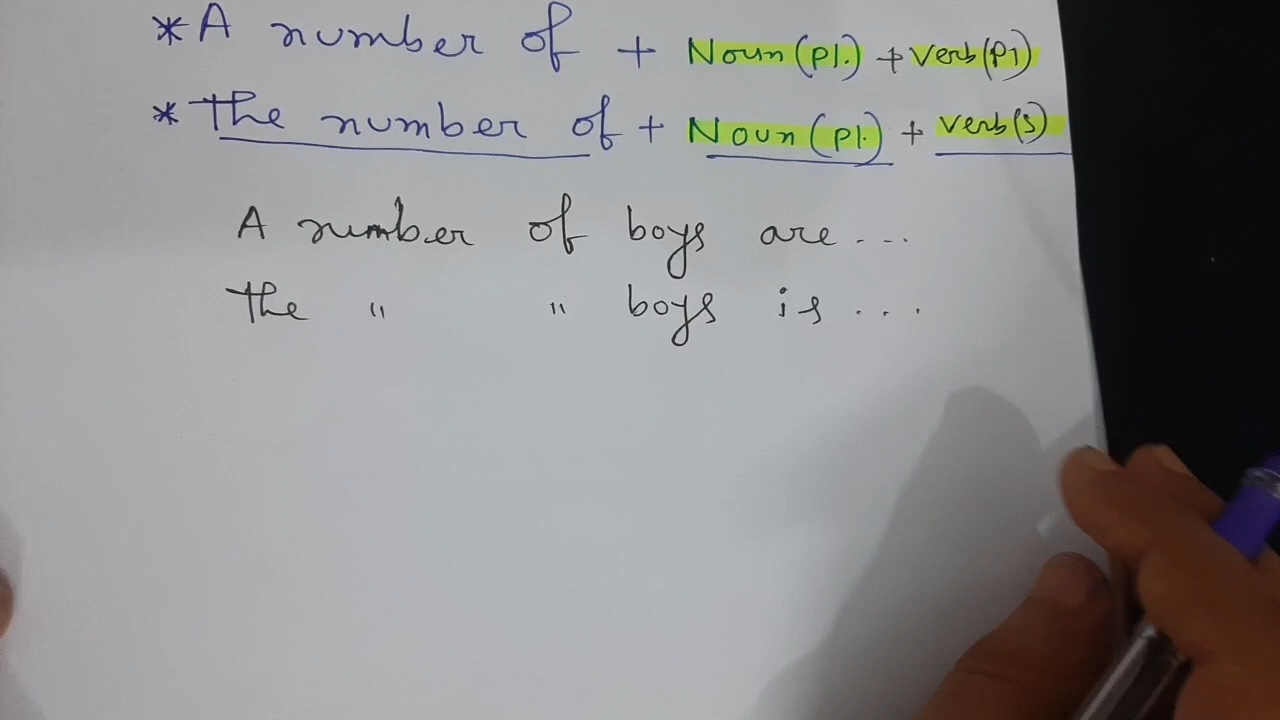 *A number of + Noun(pl.) + verb(pl)
*The number of + Noun(pl.) + verb(s)
A number of boys are...
The " " boys is...